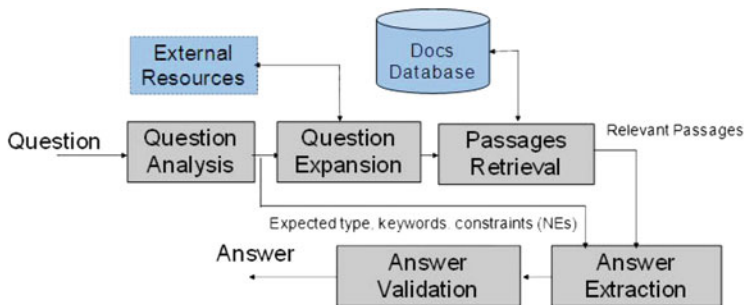 External
Resources
Docs
Database
Question
Question
Analysis
Question
Expansion
Passages
Retrieval
Relevant Passages
Expected type, keywords, constraints (NEs)
Answer
Answer
Validation
Answer
Extraction